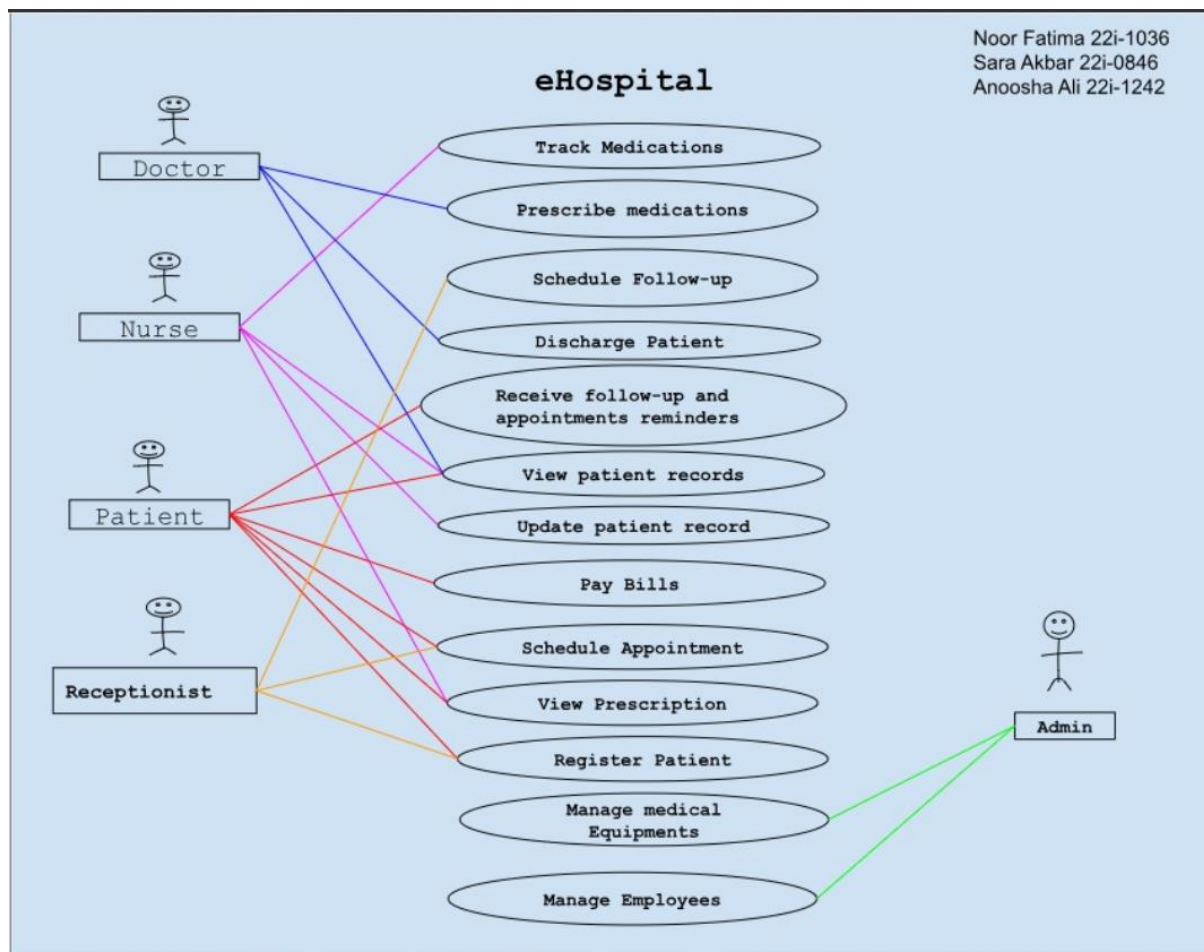 Noor Fatima 22i-1036
Sara Akbar 22i-0846
Anoosha Ali 22i-1242
eHospital
Doctor
Nurse
Patient
Receptionist
Track Medications
Prescribe medications
Schedule Follow-up
Discharge Patient
Receive follow-up and
appointments reminders
View patient records
Update patient record
Pay Bills
Schedule Appointment
View Prescription
Register Patient
Manage medical
Equipments
Manage Employees
Admin